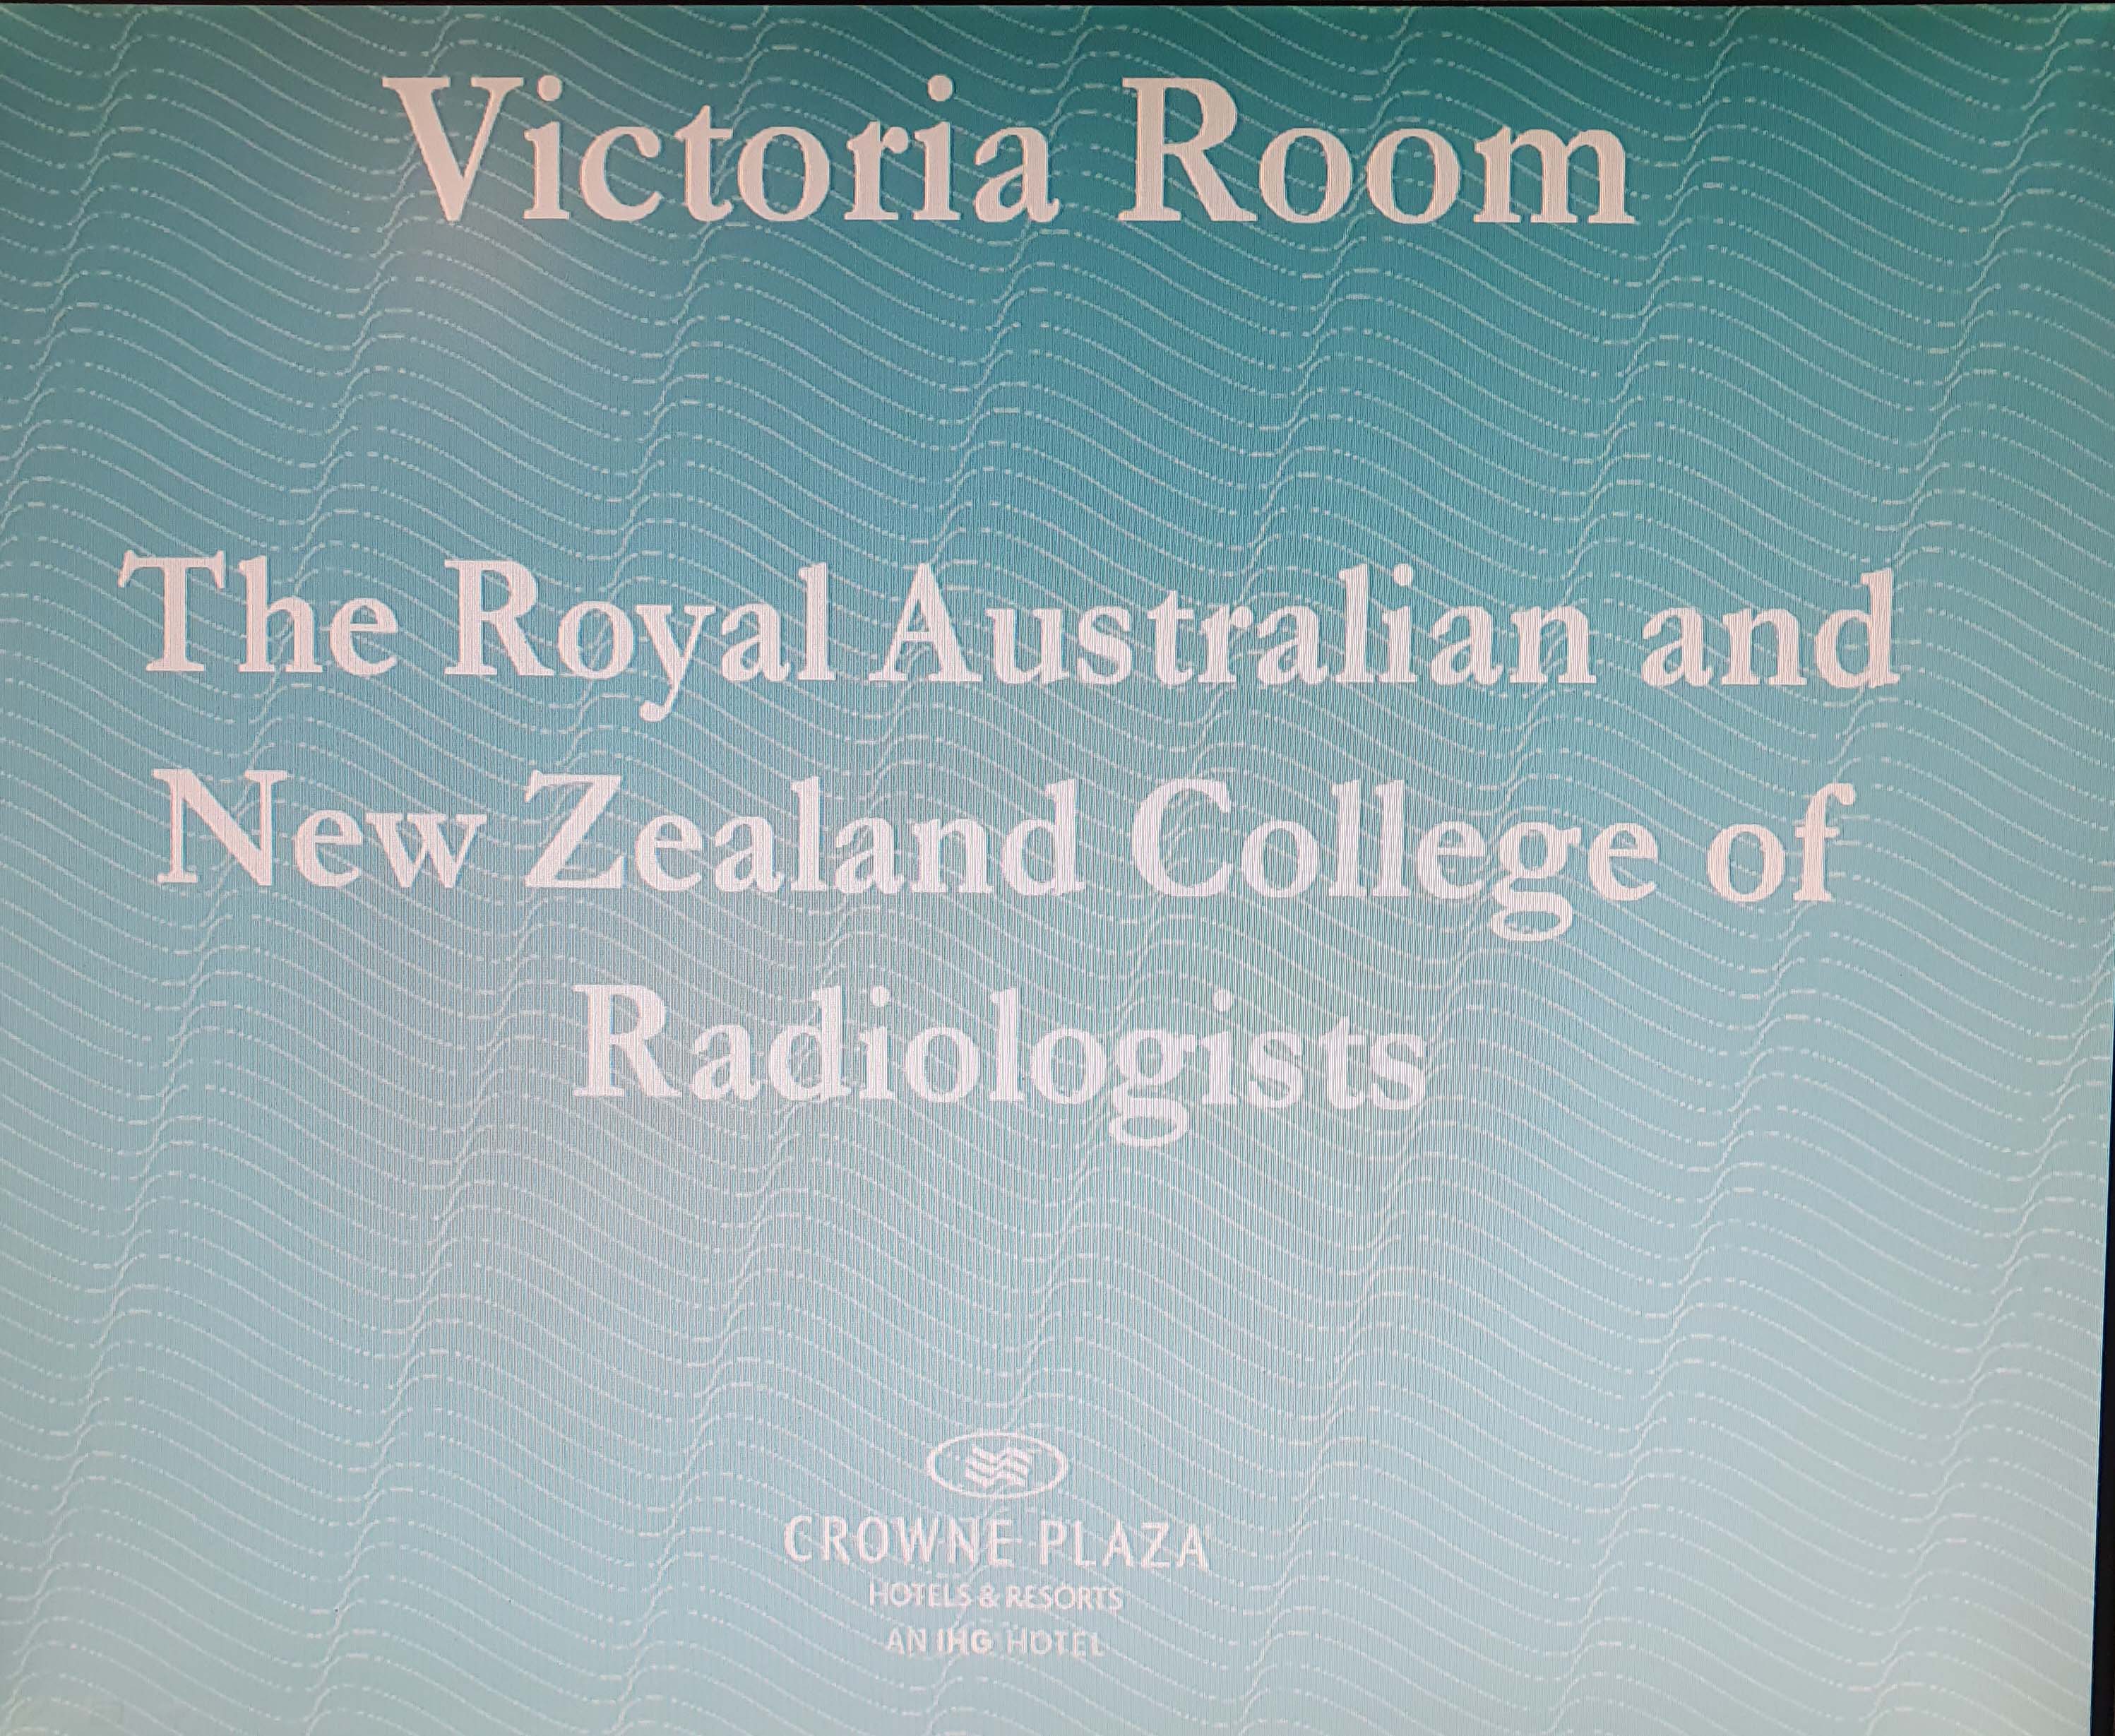 Victoria Room
The Royal Australian and
New Zealand College of
Radiologists
CROWNE PLAZA
HOTELS & RESORTS
AN IHG HOTEL